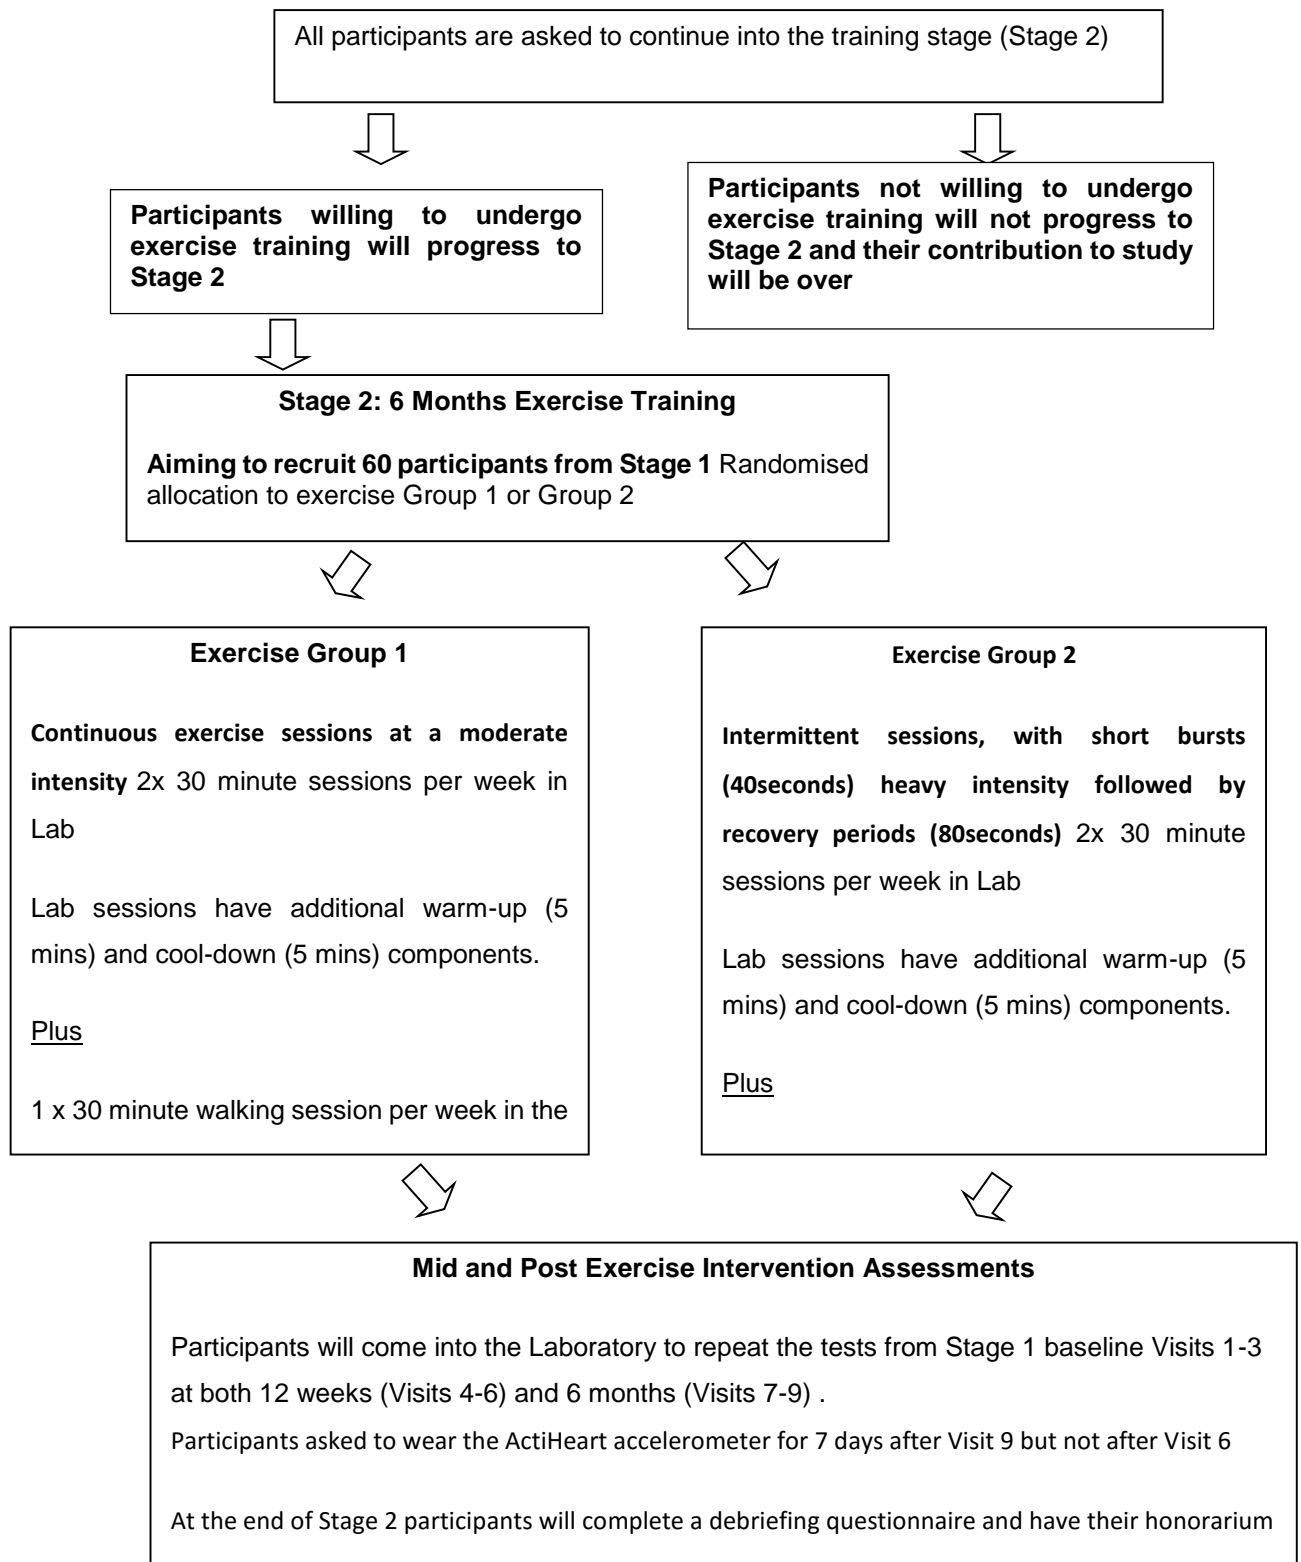 All participants are asked to continue into the training stage (Stage 2)
Participants willing to undergo
exercise training will progress to
Stage 2
Participants not willing to undergo
exercise training will not progress to
Stage 2 and their contribution to study
will be over
Stage 2: 6 Months Exercise Training
Aiming to recruit 60 participants from Stage 1 Randomised
allocation to exercise Group 1 or Group 2
Exercise Group 1
Continuous exercise sessions at a moderate
intensity 2x 30 minute sessions per week in
Lab
Lab sessions have additional warm-up (5
mins) and cool-down (5 mins) components.
Plus
1 x 30 minute walking session per week in the
Exercise Group 2
Intermittent sessions, with short bursts
(40seconds) heavy intensity followed by
recovery periods (80seconds) 2x 30 minute
sessions per week in Lab
Lab sessions have additional warm-up (5
mins) and cool-down (5 mins) components.
Plus
Mid and Post Exercise Intervention Assessments
Participants will come into the Laboratory to repeat the tests from Stage 1 baseline Visits 1-3
at both 12 weeks (Visits 4-6) and 6 months (Visits 7-9) .
Participants asked to wear the ActiHeart accelerometer for 7 days after Visit 9 but not after Visit 6
At the end of Stage 2 participants will complete a debriefing questionnaire and have their honorarium